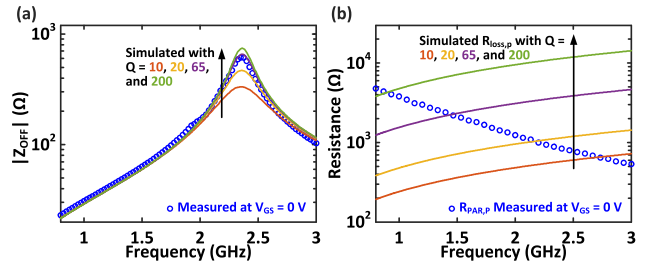 (a)
10³
Simulated with
Q = 10, 20, 65,
and 200
|Z_OFF| (Ω)
10²
Measured at V_GS = 0 V
1 1.5 2 2.5 3
Frequency (GHz)
(b)
Simulated R_loss,p with Q =
10, 20, 65, and 200
10⁴
Resistance (Ω)
10³
10²
R_PAR,P Measured at V_GS = 0 V
1 1.5 2 2.5 3
Frequency (GHz)